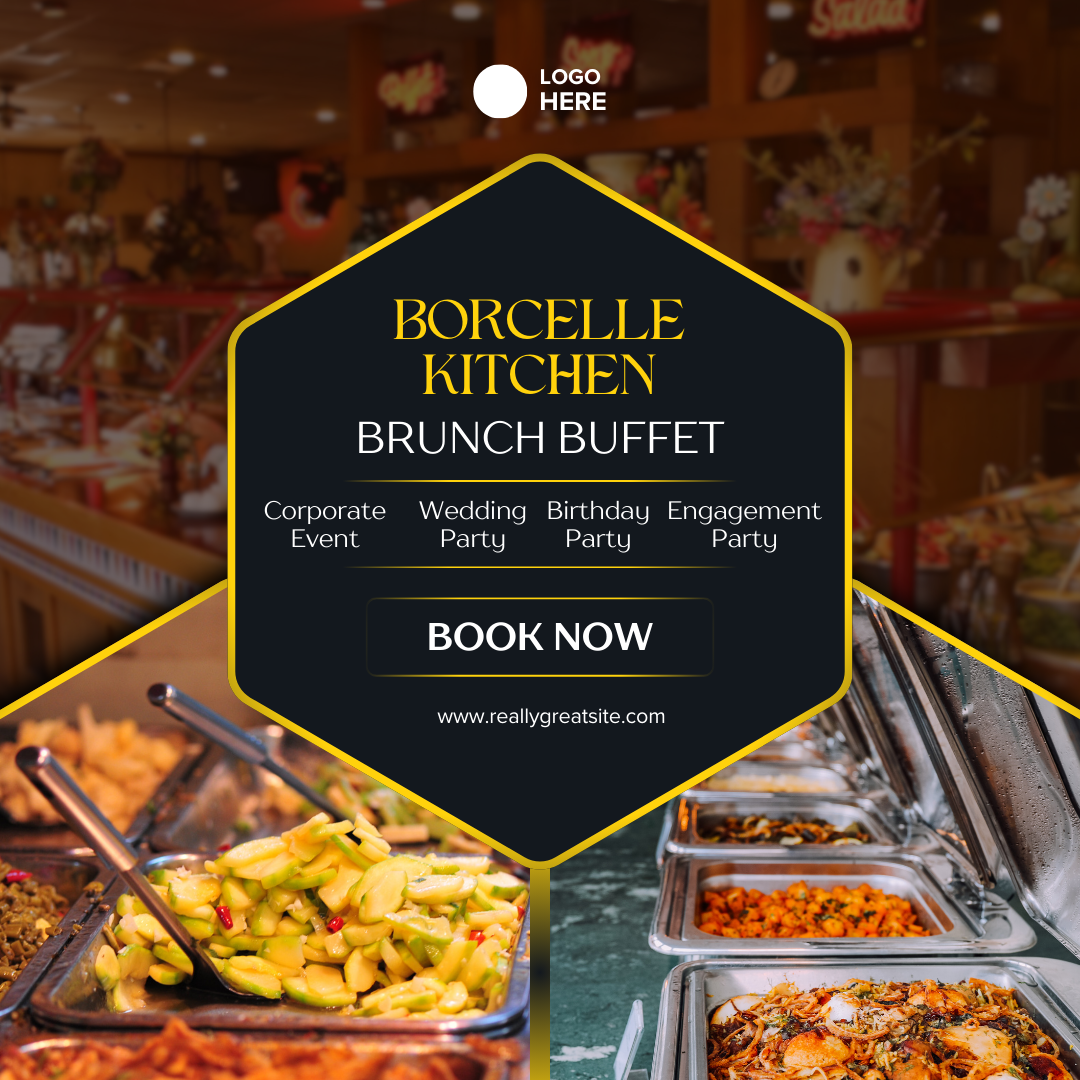 Salad!
LOGO
HERE
BORCELLE
KITCHEN
BRUNCH BUFFET
Corporate Event
Wedding Party
Birthday Party
Engagement Party
BOOK NOW
www.reallygreatsite.com